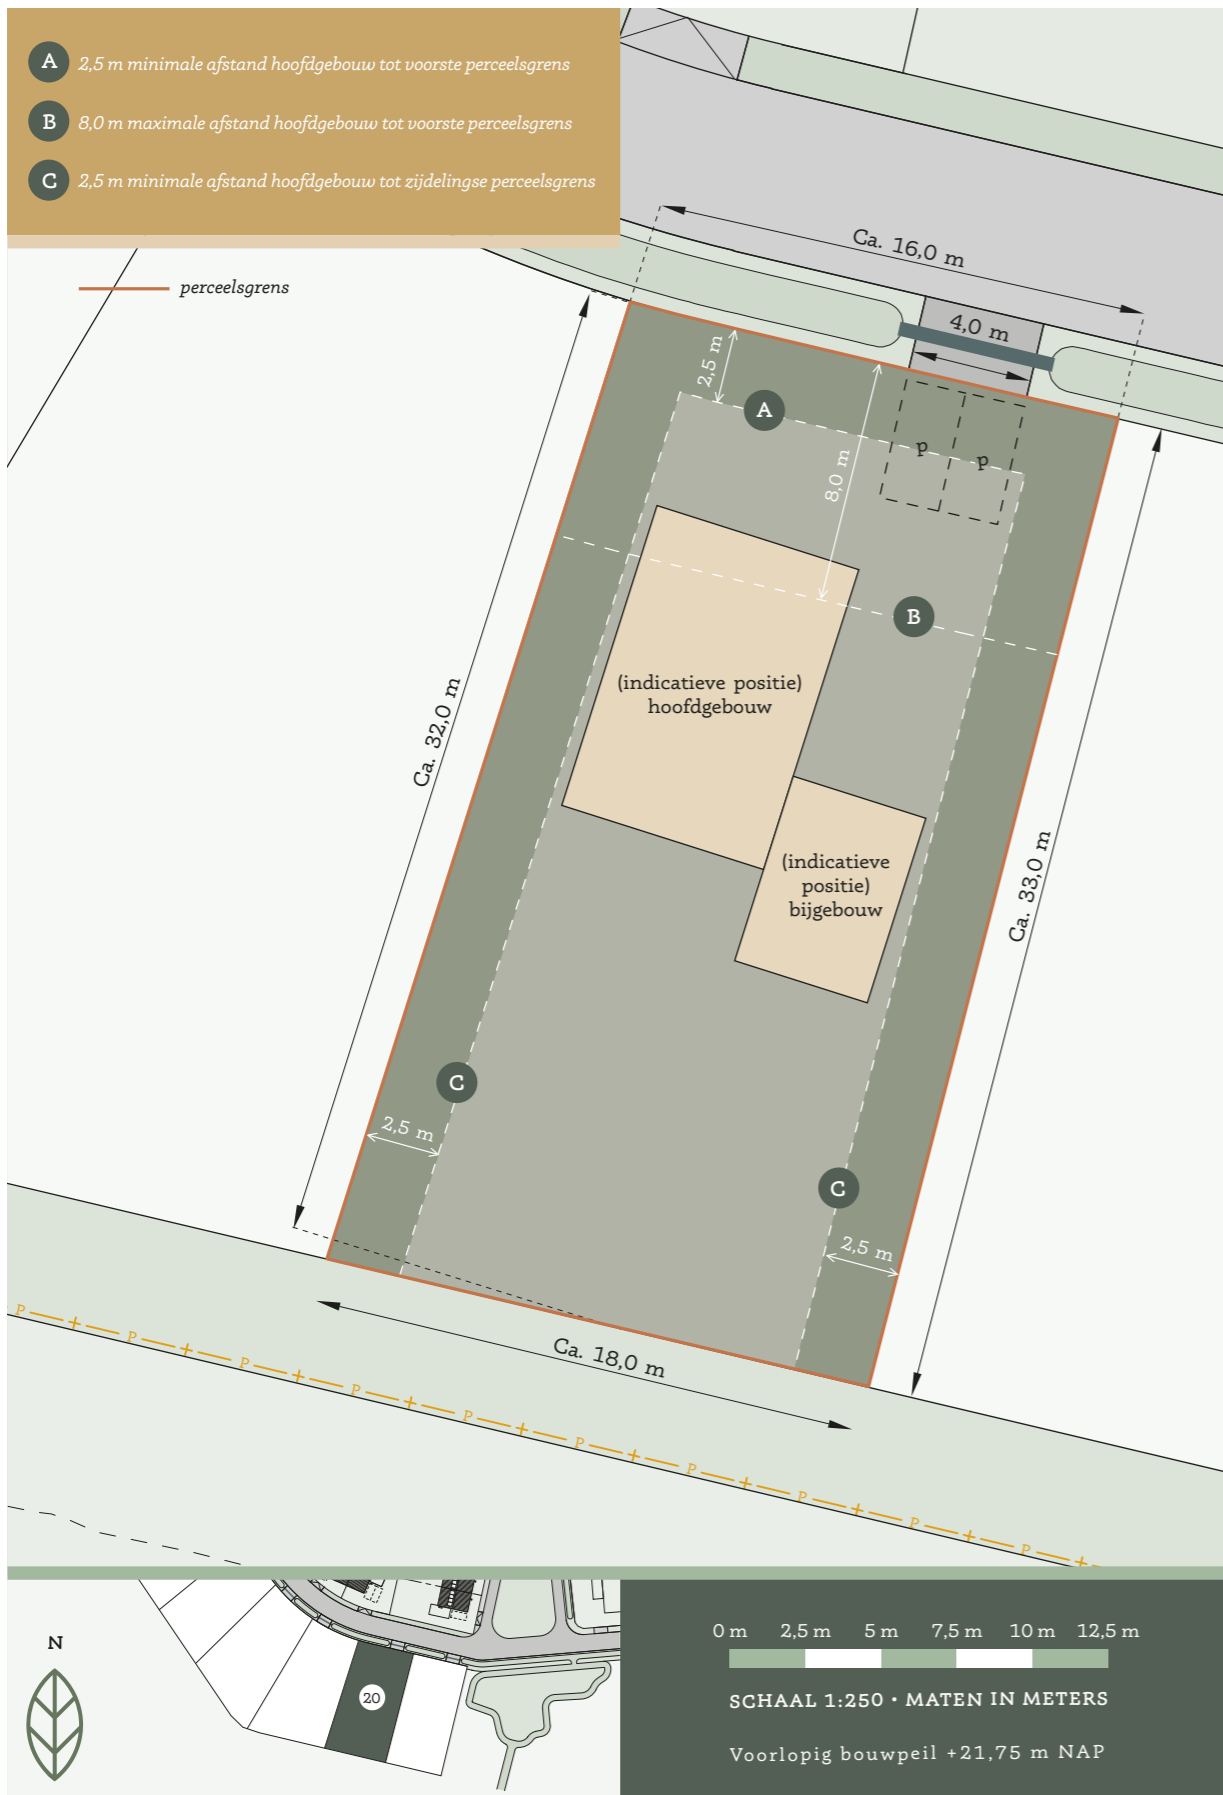 A 2,5 m minimale afstand hoofdgebouw tot voorste perceelsgrens
B 8,0 m maximale afstand hoofdgebouw tot voorste perceelsgrens
C 2,5 m minimale afstand hoofdgebouw tot zijdelingse perceelsgrens
perceelsgrens
Ca. 16,0 m
4,0 m
2,5 m
A
8,0 m
p
p
B
(indicatieve positie)
hoofdgebouw
Ca. 32,0 m
(indicatieve
positie)
bijgebouw
Ca. 33,0 m
C
2,5 m
C
2,5 m
Ca. 18,0 m
P
P
P
P
P
P
P
P
P
P
N
20
0 m 2,5 m 5 m 7,5 m 10 m 12,5 m
SCHAAL 1:250 • MATEN IN METERS
Voorlopig bouwpeil +21,75 m NAP